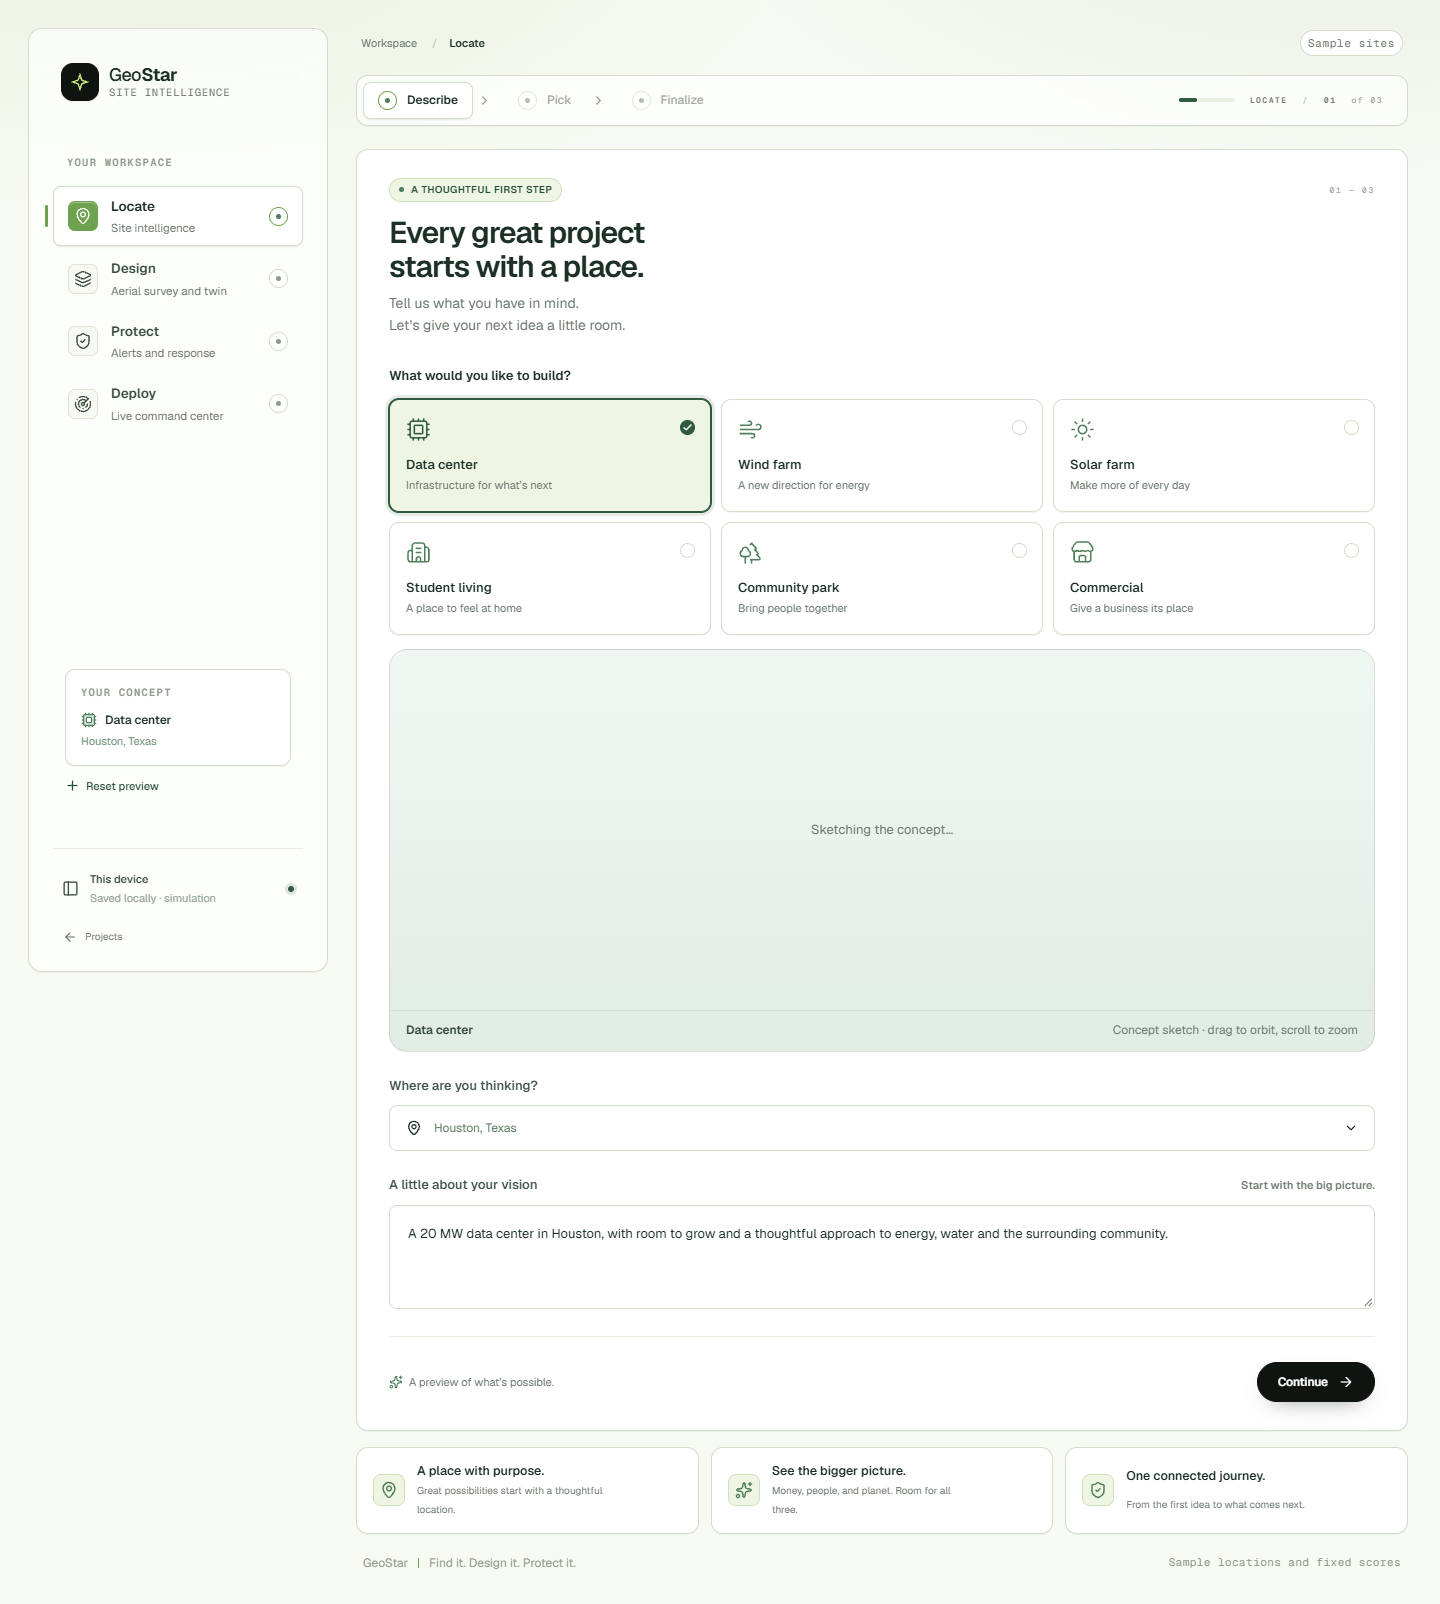 GeoStar
SITE INTELLIGENCE
YOUR WORKSPACE
Locate
Site intelligence
Design
Aerial survey and twin
Protect
Alerts and response
Deploy
Live command center
YOUR CONCEPT
Data center
Houston, Texas
Reset preview
This device
Saved locally · simulation
Projects
Workspace / Locate
Sample sites
Describe
Pick
Finalize
LOCATE / 01 of 03
A THOUGHTFUL FIRST STEP
01 — 03
Every great project
starts with a place.
Tell us what you have in mind.
Let's give your next idea a little room.
What would you like to build?
Data center
Infrastructure for what's next
Wind farm
A new direction for energy
Solar farm
Make more of every day
Student living
A place to feel at home
Community park
Bring people together
Commercial
Give a business its place
Sketching the concept…
Data center
Concept sketch · drag to orbit, scroll to zoom
Where are you thinking?
Houston, Texas
A little about your vision
Start with the big picture.
A 20 MW data center in Houston, with room to grow and a thoughtful approach to energy, water and the surrounding community.
A preview of what's possible.
Continue
A place with purpose.
Great possibilities start with a thoughtful
location.
See the bigger picture.
Money, people, and planet. Room for all
three.
One connected journey.
From the first idea to what comes next.
GeoStar | Find it. Design it. Protect it.
Sample locations and fixed scores